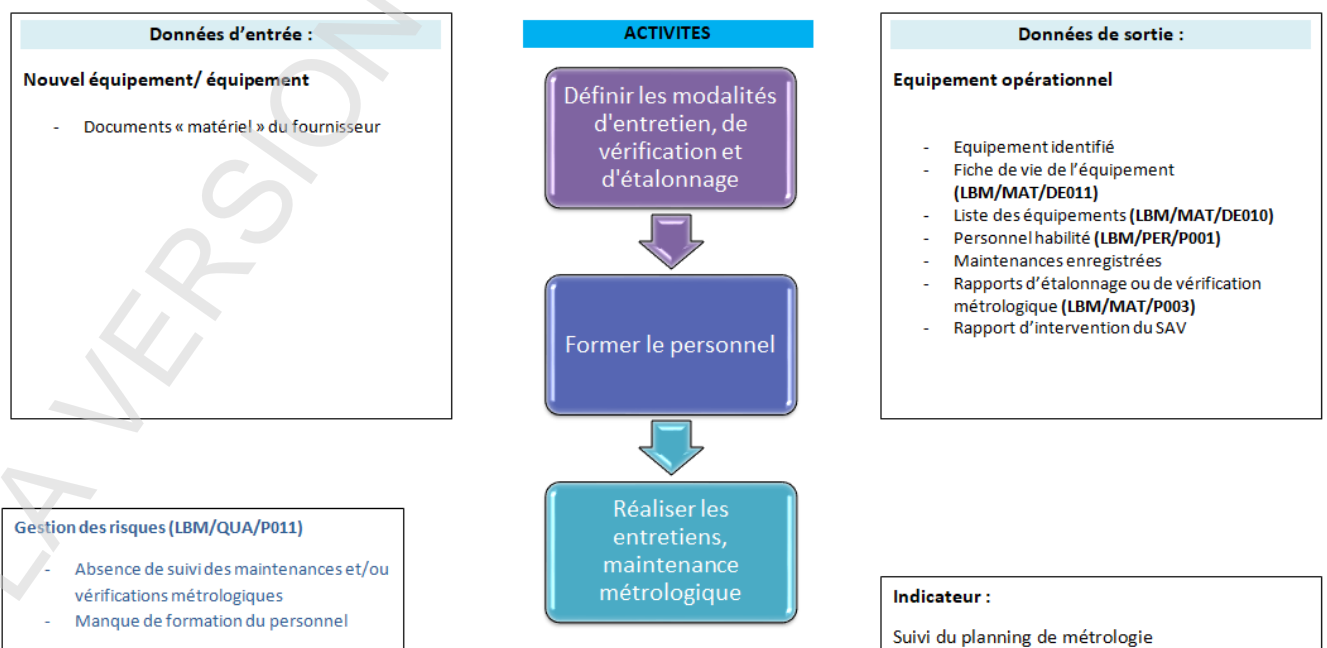 Données d'entrée :
Nouvel équipement/ équipement
- Documents « matériel » du fournisseur
ACTIVITES
Définir les modalités
d'entretien, de
vérification et
d'étalonnage
Former le personnel
Réaliser les
entretiens,
maintenance
métrologique
Données de sortie :
Equipement opérationnel
- Equipement identifié
- Fiche de vie de l'équipement
(LBM/MAT/DE011)
- Liste des équipements (LBM/MAT/DE010)
- Personnel habilité (LBM/PER/P001)
- Maintenances enregistrées
- Rapports d'étalonnage ou de vérification
métrologique (LBM/MAT/P003)
- Rapport d'intervention du SAV
Gestion des risques (LBM/QUA/P011)
- Absence de suivi des maintenances et/ou
vérifications métrologiques
- Manque de formation du personnel
Indicateur :
Suivi du planning de métrologie
LA VERSION